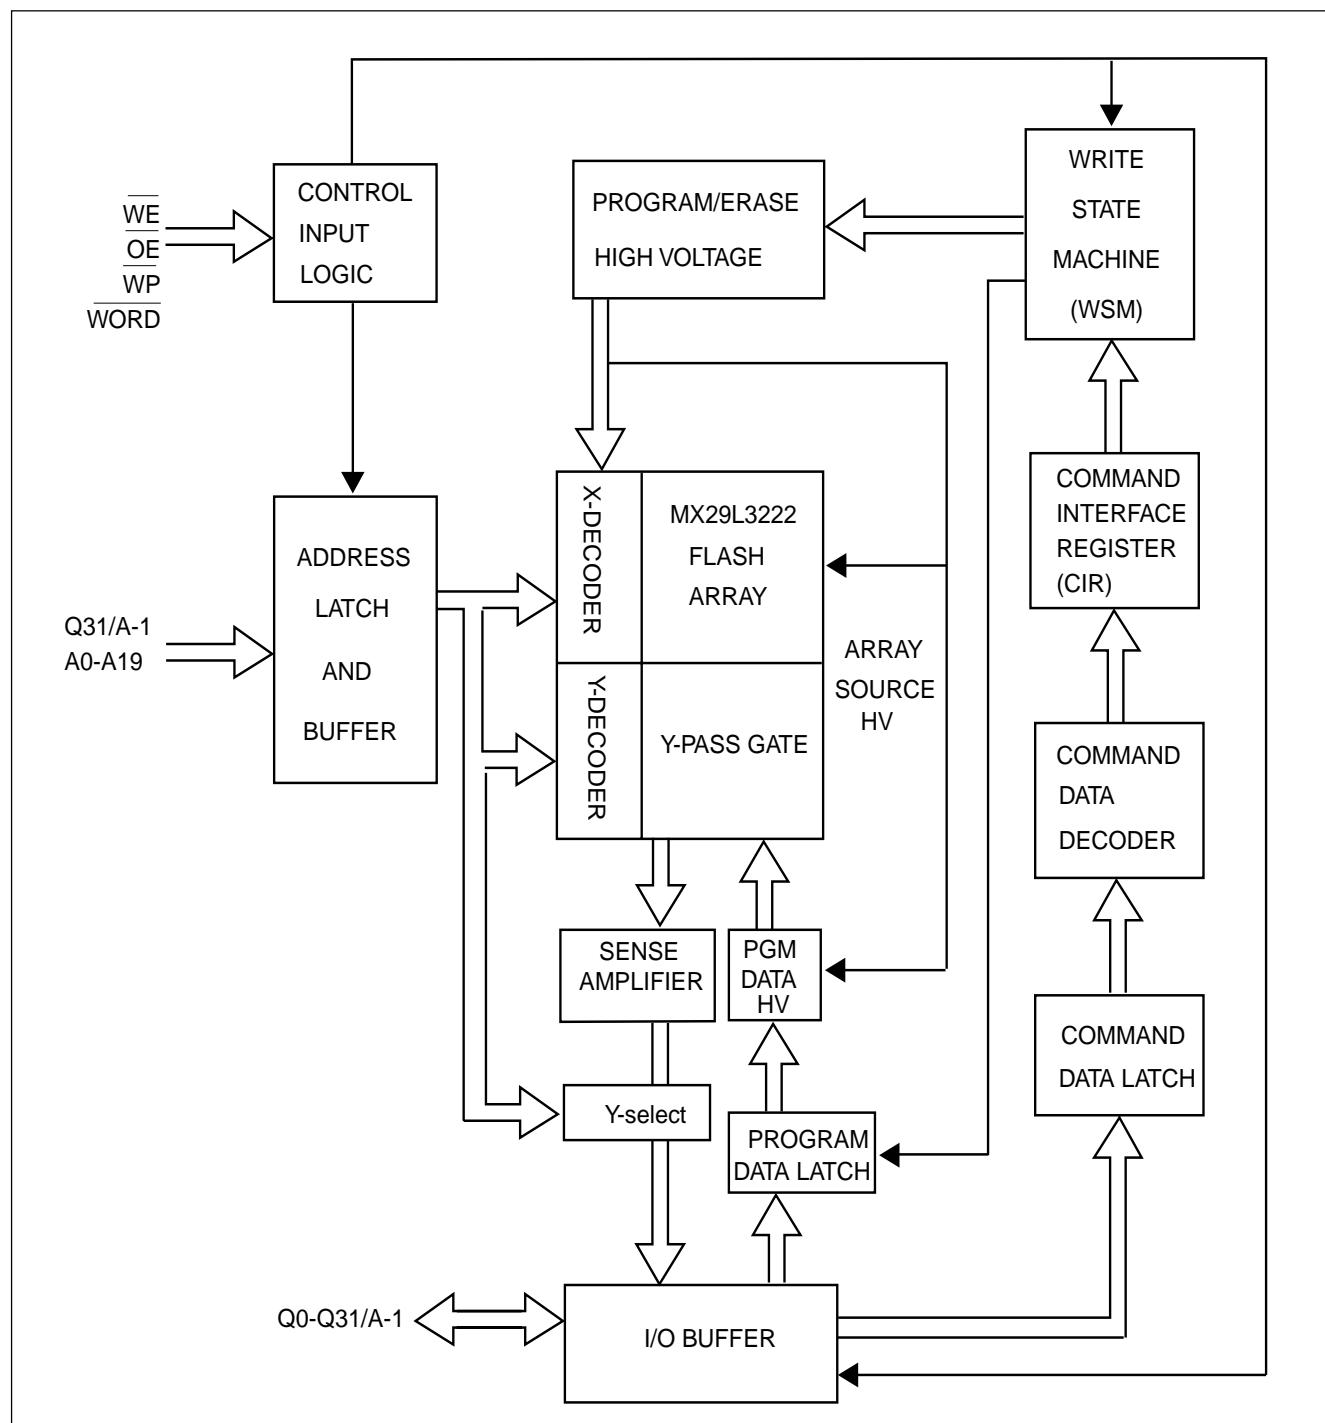 WE
OE
WP
WORD
CONTROL
INPUT
LOGIC
PROGRAM/ERASE
HIGH VOLTAGE
WRITE
STATE
MACHINE
(WSM)
COMMAND
INTERFACE
REGISTER
(CIR)
Q31/A-1
A0-A19
ADDRESS
LATCH
AND
BUFFER
X-DECODER
MX29L3222
FLASH
ARRAY
Y-DECODER
Y-PASS GATE
ARRAY
SOURCE
HV
COMMAND
DATA
DECODER
SENSE
AMPLIFIER
PGM
DATA
HV
COMMAND
DATA LATCH
Y-select
PROGRAM
DATA LATCH
Q0-Q31/A-1
I/O BUFFER